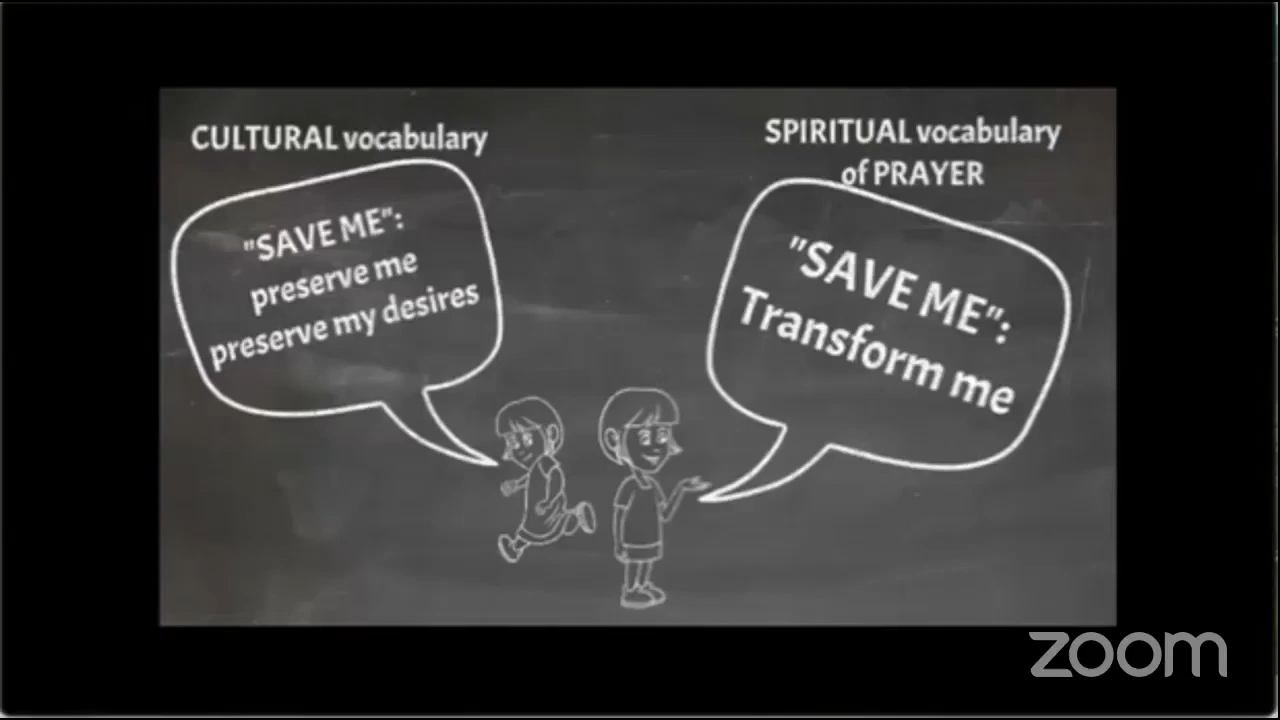 CULTURAL vocabulary
"SAVE ME":
preserve me
preserve my desires
SPIRITUAL vocabulary
of PRAYER
"SAVE ME":
Transform me
zoom